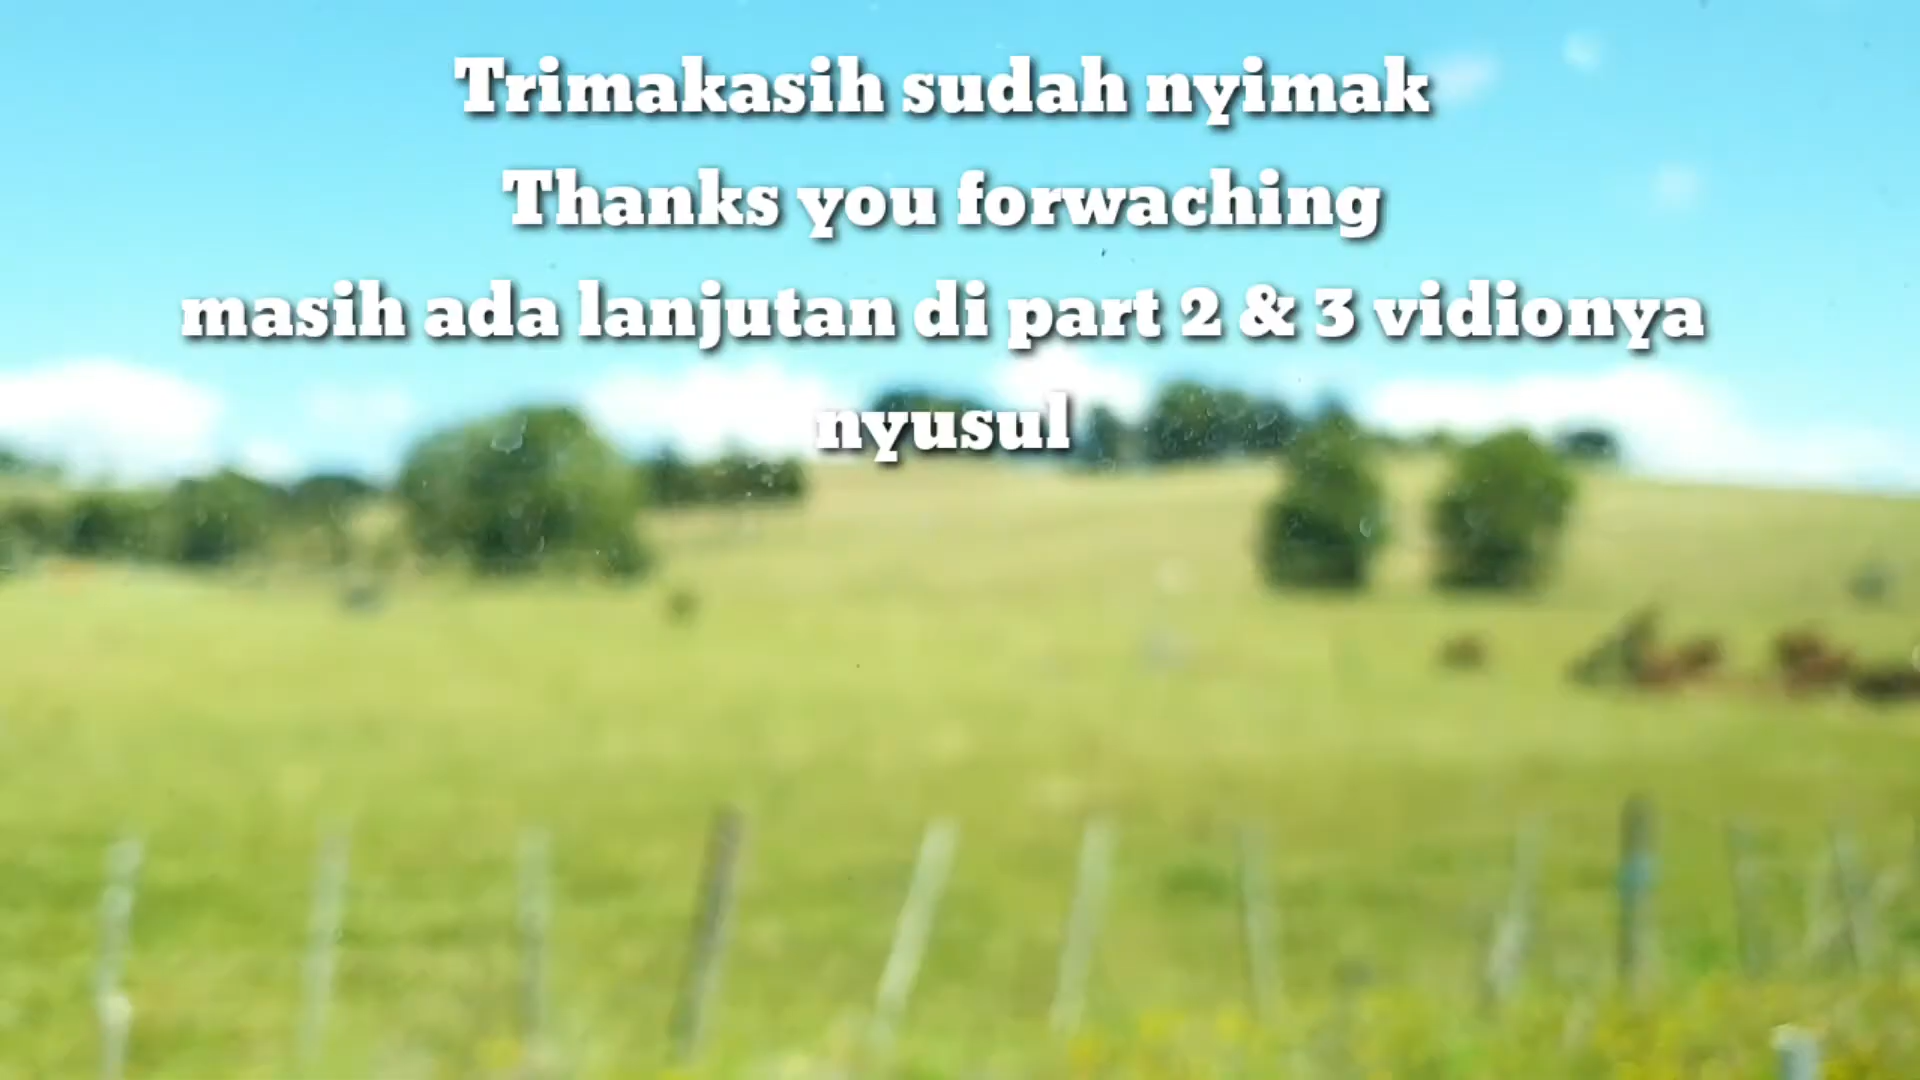 Trimakasih sudah nyimak
Thanks you forwaching
masih ada lanjutan di part 2 & 3 vidionya
nyusul